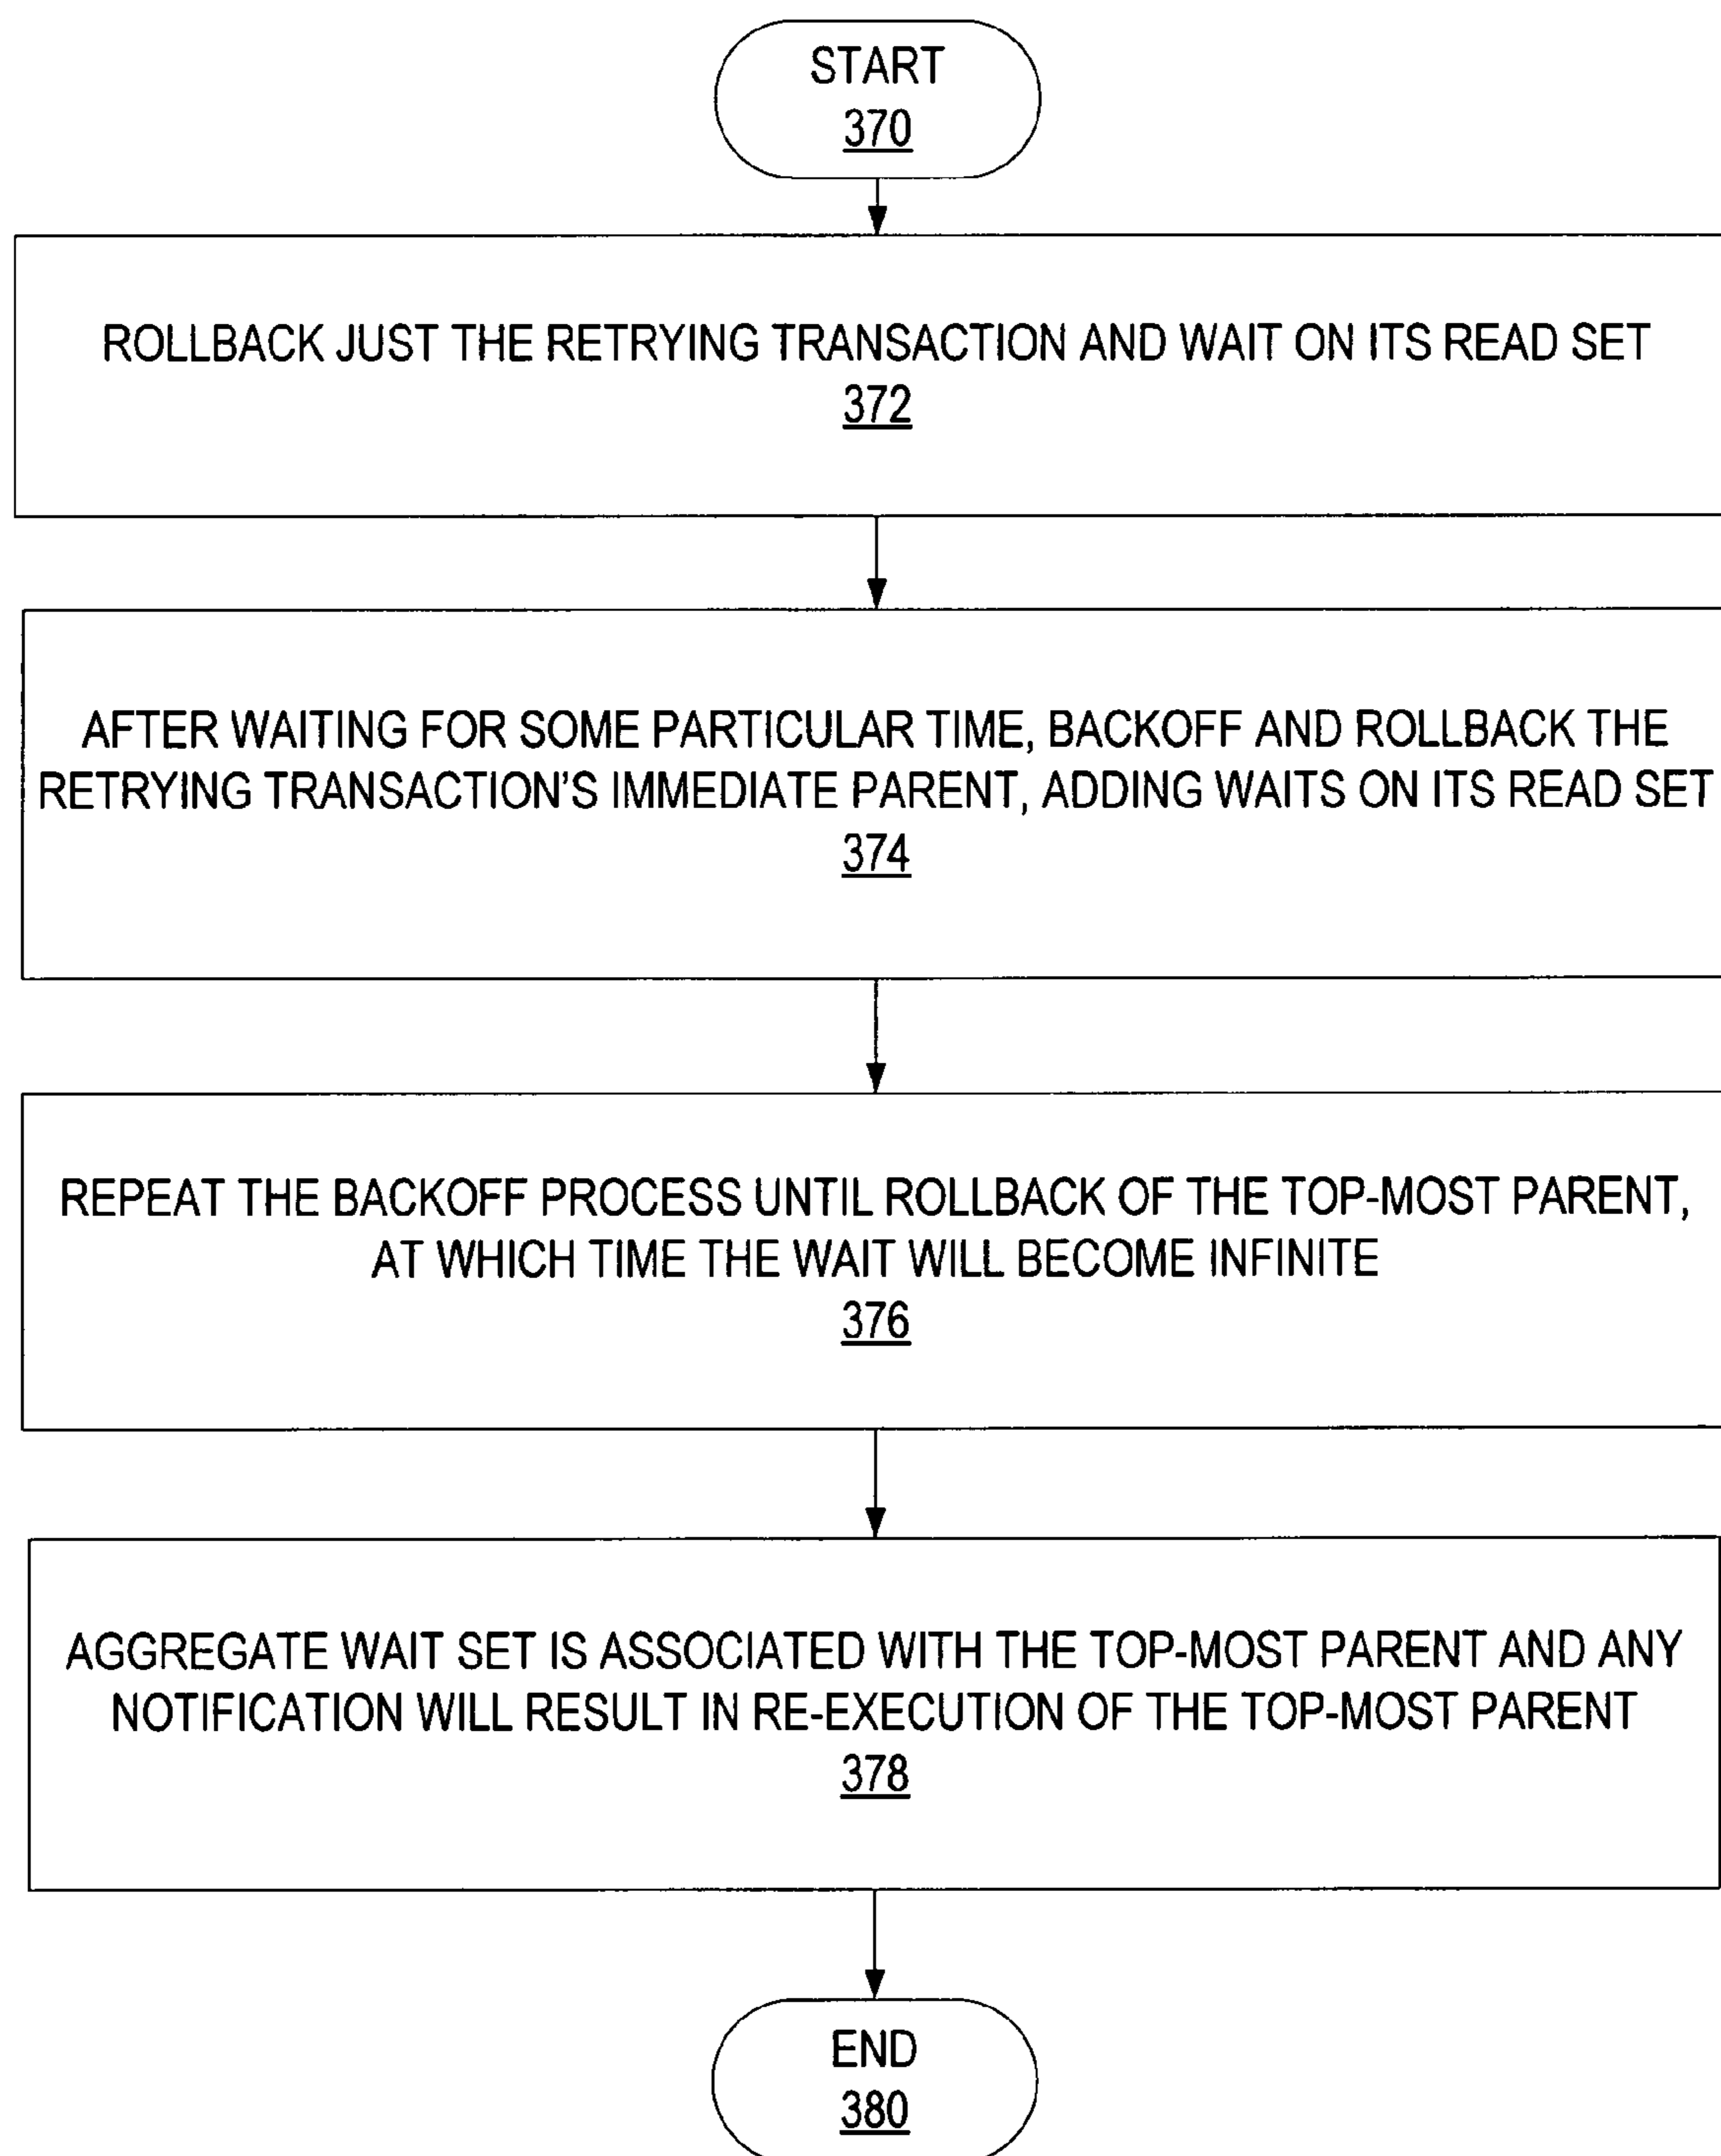 START
370
ROLLBACK JUST THE RETRYING TRANSACTION AND WAIT ON ITS READ SET
372
AFTER WAITING FOR SOME PARTICULAR TIME, BACKOFF AND ROLLBACK THE
RETRYING TRANSACTION'S IMMEDIATE PARENT, ADDING WAITS ON ITS READ SET
374
REPEAT THE BACKOFF PROCESS UNTIL ROLLBACK OF THE TOP-MOST PARENT,
AT WHICH TIME THE WAIT WILL BECOME INFINITE
376
AGGREGATE WAIT SET IS ASSOCIATED WITH THE TOP-MOST PARENT AND ANY
NOTIFICATION WILL RESULT IN RE-EXECUTION OF THE TOP-MOST PARENT
378
END
380